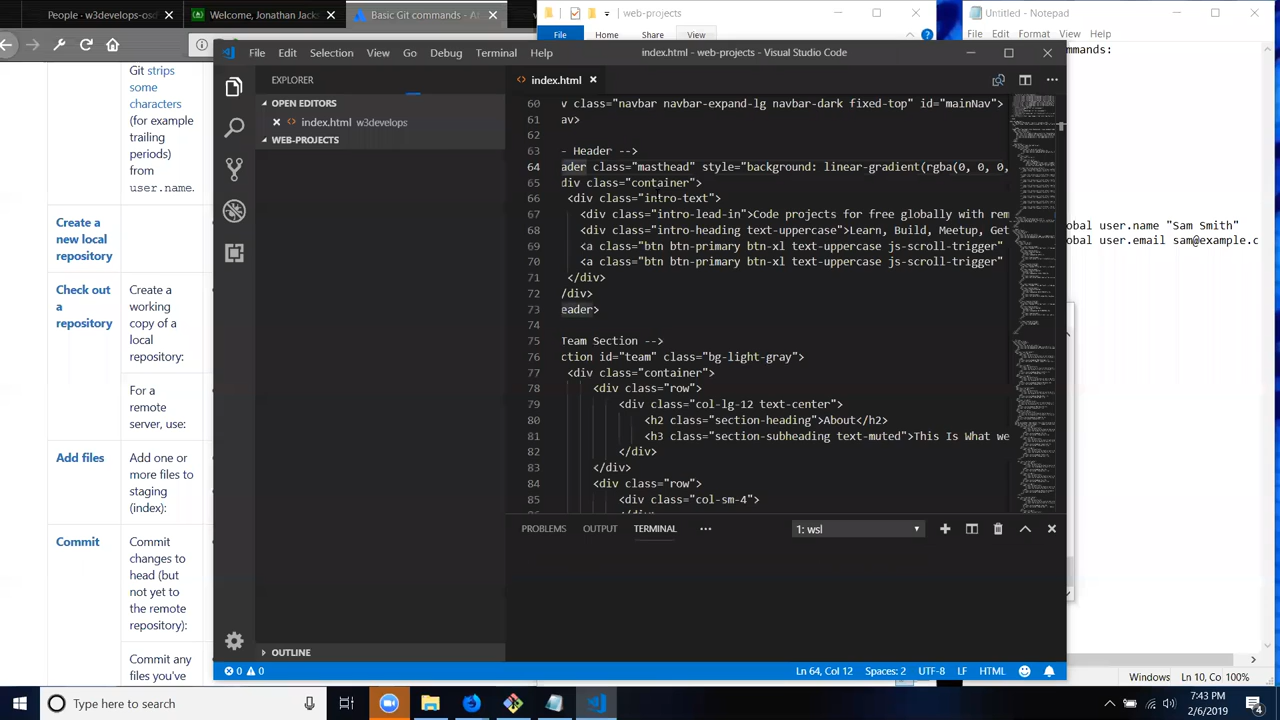 People - w3develops-osd
Welcome, Jonathan Jack
Basic Git commands - At
web-projects
Untitled - Notepad
File
Home
Share
View
File Edit Format View Help
mmands:
obal user.name "Sam Smith"
obal user.email sam@example.c
Windows Ln 10, Co 100%
Git strips
some
characters
(for example
trailing
periods)
from
user.name.
Create a
new local
repository
Check out
a
repository
Create a
working
copy of a
local
repository:
For a
remote
server, use:
Add files
Add one or
more files to
staging
(index):
Commit
Commit
changes to
head (but
not yet to
the remote
repository):
Commit any
files you've
File Edit Selection View Go Debug Terminal Help
index.html - web-projects - Visual Studio Code
EXPLORER
OPEN EDITORS
index.html w3develops
WEB-PROJ
OUTLINE
index.html
60 v class="navbar navbar-expand-lg navbar-dark fixed-top" id="mainNav">
61 av>
62
63 - Header -->
64 ader class="masthead" style="background: linear-gradient(rgba(0, 0, 0,
65 div class="container">
66 <div class="intro-text">
67 <div class="intro-lead-in"> projects for free globally with rem
68 <div class="intro-heading text-uppercase">Learn, Build, Meetup, Get
69 <a class="btn btn-primary btn-xl text-uppercase js-scroll-trigger"
70 <a class="btn btn-primary btn-xl text-uppercase js-scroll-trigger"
71 </div>
72 /div>
73 eader>
74
75 Team Section -->
76 ction id="team" class="bg-light-gray">
77 <div class="container">
78 <div class="row">
79 <div class="col-lg-12 text-center">
80 <h2 class="section-heading">About</h2>
81 <h3 class="section-subheading text-muted">This is What we
82 </div>
83 </div>
84 <div class="row">
85 <div class="col-sm-4">
PROBLEMS OUTPUT TERMINAL
1: wsl
0 0
Ln 64, Col 12 Spaces: 2 UTF-8 LF HTML
Type here to search
7:43 PM
2/6/2019
4